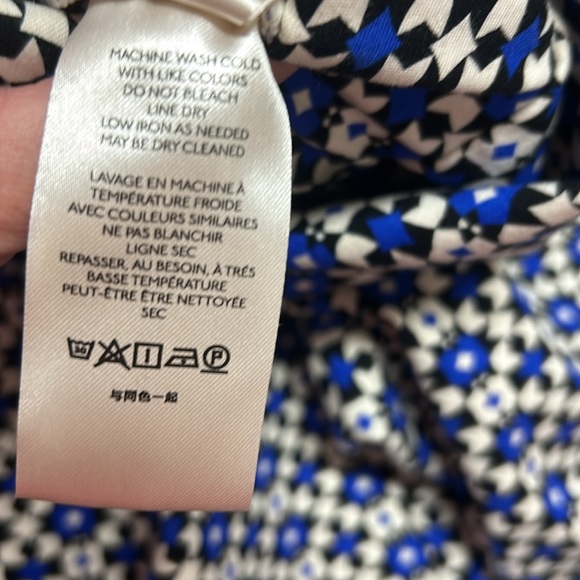 MACHINE WASH COLD
WITH LIKE COLORS
DO NOT BLEACH
LINE DRY
LOW IRON AS NEEDED
MAY BE DRY CLEANED
LAVAGE EN MACHINE À
TEMPÉRATURE FROIDE
AVEC COULEURS SIMILAIRES
NE PAS BLANCHIR
LIGNE SEC
REPASSER, AU BESOIN, À TRÉS
BASSE TEMPÉRATURE
PEUT-ÊTRE ÊTRE NETTOYÉE
SEC
30 P
与同色一起